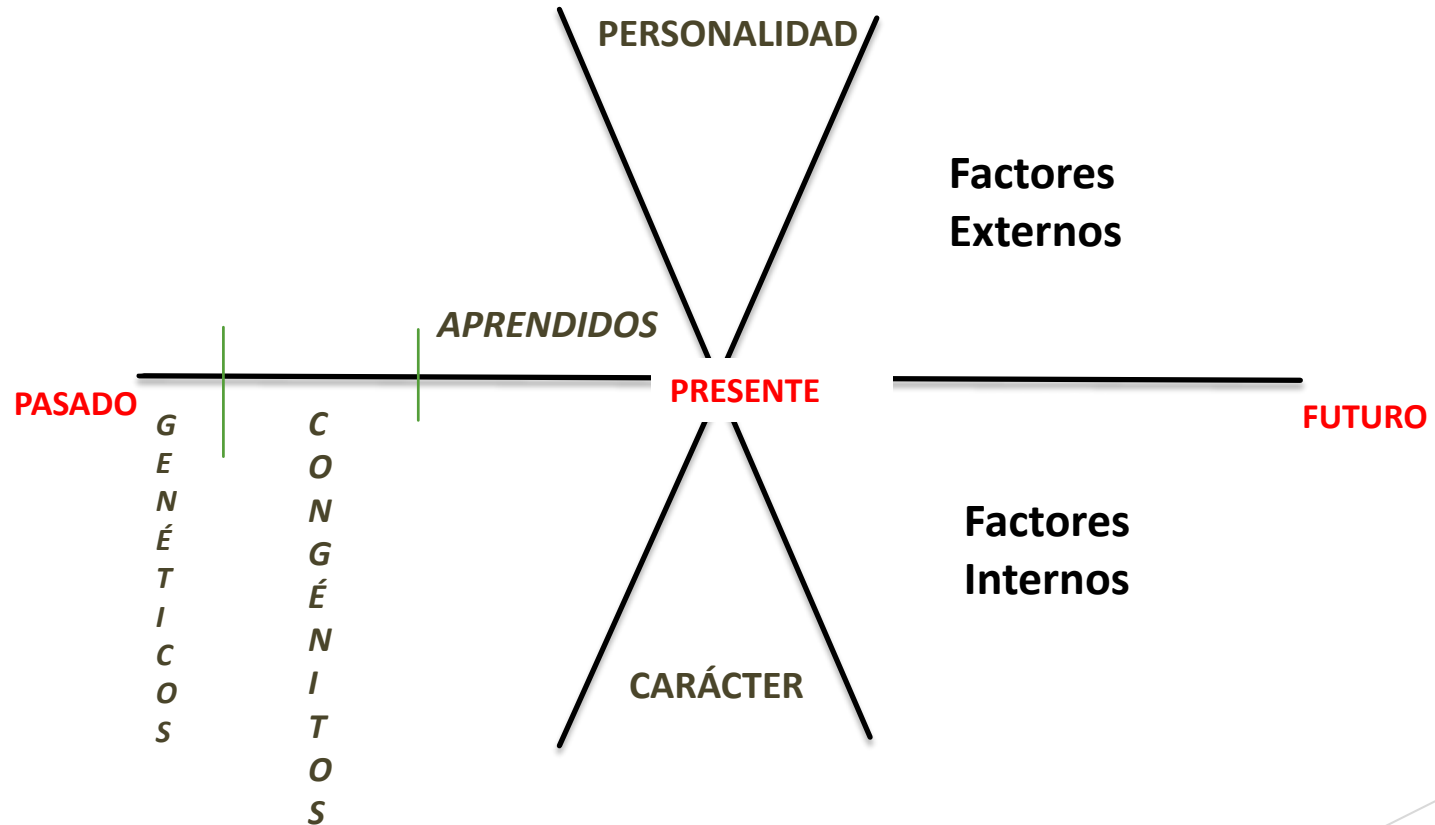 PERSONALIDAD
Factores
Externos
APRENDIDOS
PASADO
PRESENTE
FUTURO
GENÉTICOS
CONGÉNITOS
Factores
Internos
CARÁCTER